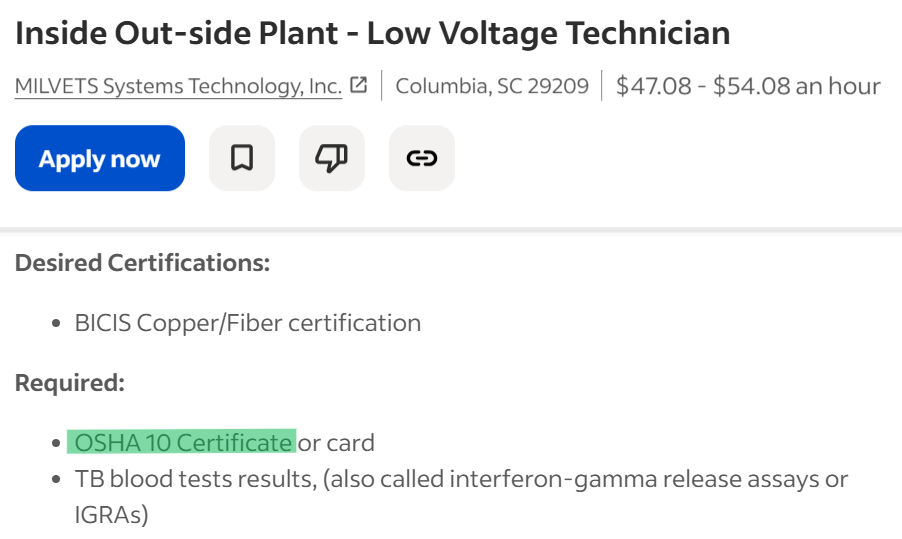 Inside Out-side Plant - Low Voltage Technician
MILVETS Systems Technology, Inc. Columbia, SC 29209 $47.08 - $54.08 an hour
Apply now
Desired Certifications:
• BICIS Copper/Fiber certification
Required:
• OSHA 10 Certificate or card
• TB blood tests results, (also called interferon-gamma release assays or
IGRAs)